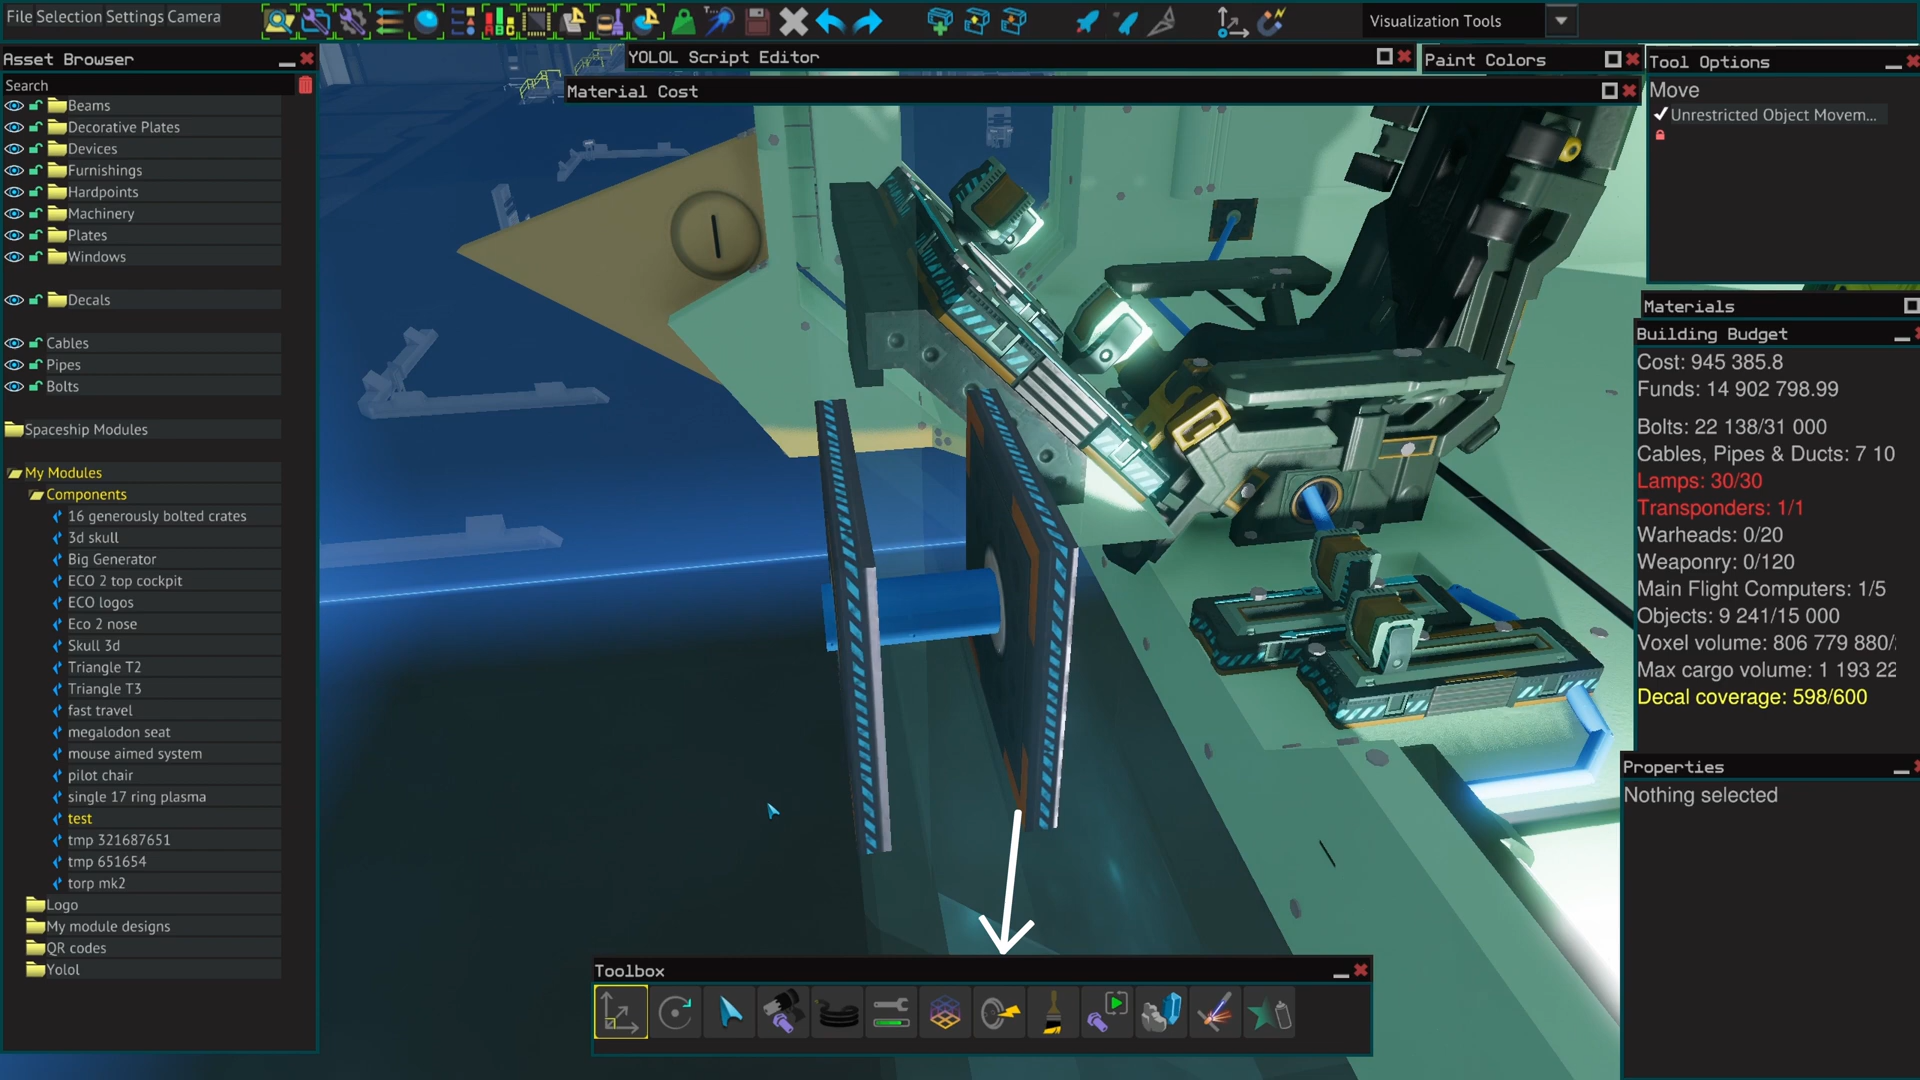 File Selection Settings Camera
Visualization Tools
Asset Browser
YOLOL Script Editor
Paint Colors
Tool Options
Search
Material Cost
Move
Unrestricted Object Movem...
Beams
Decorative Plates
Devices
Furnishings
Hardpoints
Machinery
Plates
Windows
Decals
Cables
Pipes
Bolts
Spaceship Modules
My Modules
Components
16 generously bolted crates
3d skull
Big Generator
ECO 2 top cockpit
ECO logos
Eco 2 nose
Skull 3d
Triangle T2
Triangle T3
fast travel
megalodon seat
mouse aimed system
pilot chair
single 17 ring plasma
test
tmp 321687651
tmp 651654
torp mk2
Logo
My module designs
QR codes
Yolol
Materials
Building Budget
Cost: 945 385.8
Funds: 14 902 798.99
Bolts: 22 138/31 000
Cables, Pipes & Ducts: 7 10
Lamps: 30/30
Transponders: 1/1
Warheads: 0/20
Weaponry: 0/120
Main Flight Computers: 1/5
Objects: 9 241/15 000
Voxel volume: 806 779 880/
Max cargo volume: 1 193 22
Decal coverage: 598/600
Properties
Nothing selected
Toolbox